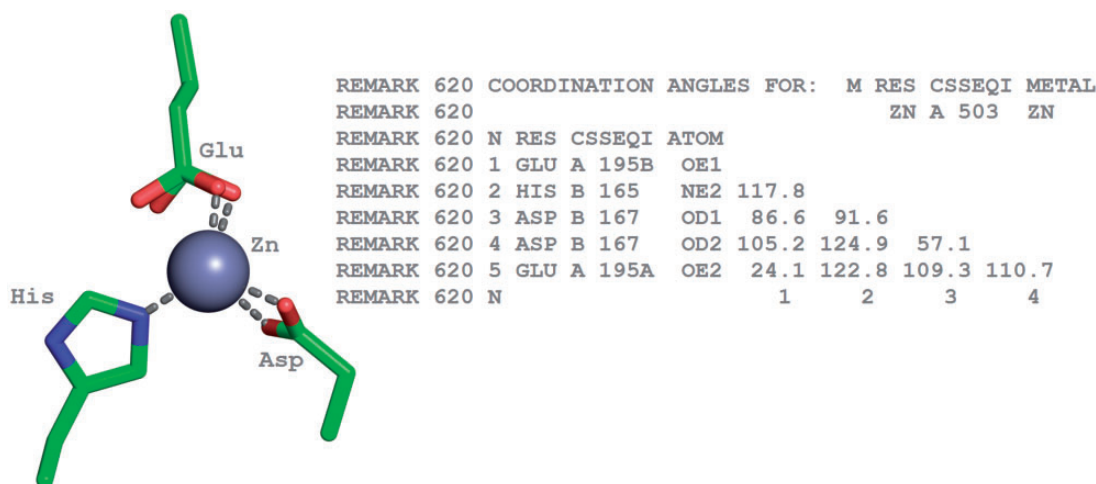 Glu
Zn
His
Asp
REMARK 620 COORDINATION ANGLES FOR:  M RES CSSEQI METAL
REMARK 620                              ZN A 503  ZN
REMARK 620 N RES CSSEQI ATOM
REMARK 620 1 GLU A 195B  OE1
REMARK 620 2 HIS B 165   NE2 117.8
REMARK 620 3 ASP B 167   OD1  86.6  91.6
REMARK 620 4 ASP B 167   OD2 105.2 124.9  57.1
REMARK 620 5 GLU A 195A  OE2  24.1 122.8 109.3 110.7
REMARK 620 N                    1     2     3     4